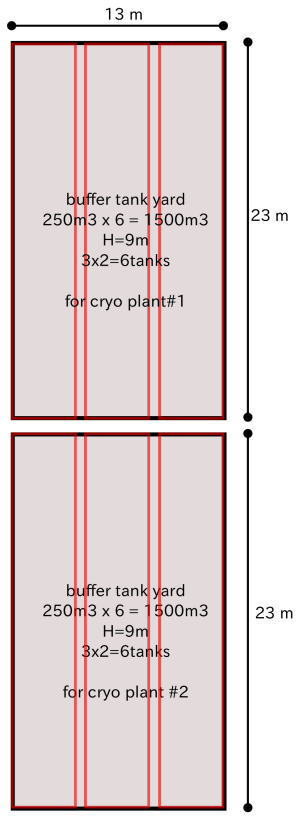 13 m
buffer tank yard
250m3 x 6 = 1500m3
H=9m
3x2=6tanks
for cryo plant#1
23 m
buffer tank yard
250m3 x 6 = 1500m3
H=9m
3x2=6tanks
for cryo plant #2
23 m